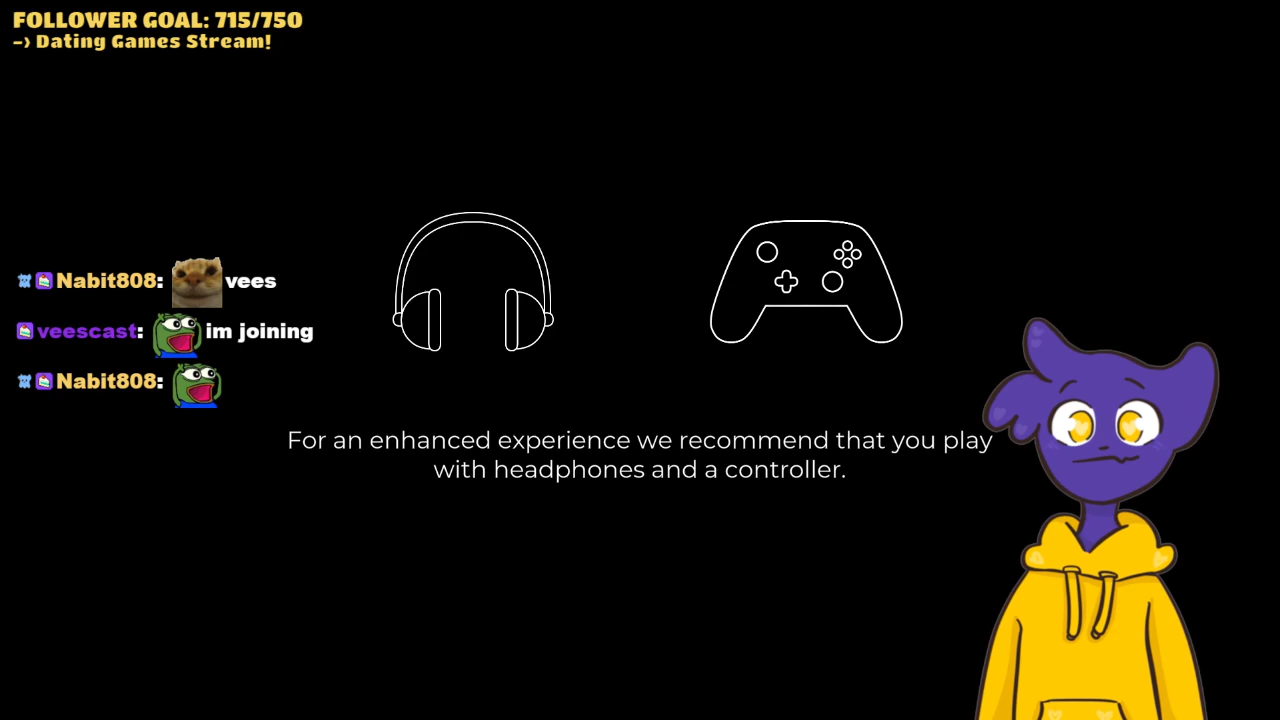 FOLLOWER GOAL: 715/750
-> Dating Games Stream!
Nabit808: vees
veescast: im joining
Nabit808:
For an enhanced experience we recommend that you play
with headphones and a controller.